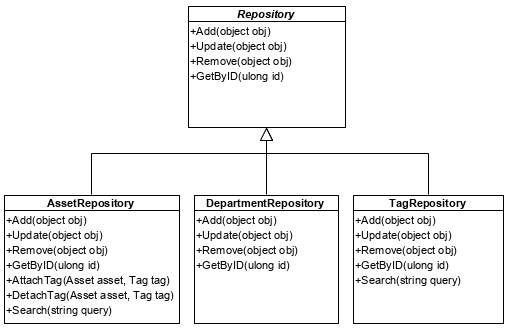 Repository
+Add(object obj)
+Update(object obj)
+Remove(object obj)
+GetByID(ulong id)
AssetRepository
+Add(object obj)
+Update(object obj)
+Remove(object obj)
+GetByID(ulong id)
+AttachTag(Asset asset, Tag tag)
+DetachTag(Asset asset, Tag tag)
+Search(string query)
DepartmentRepository
+Add(object obj)
+Update(object obj)
+Remove(object obj)
+GetByID(ulong id)
TagRepository
+Add(object obj)
+Update(object obj)
+Remove(object obj)
+GetByID(ulong id)
+Search(string query)